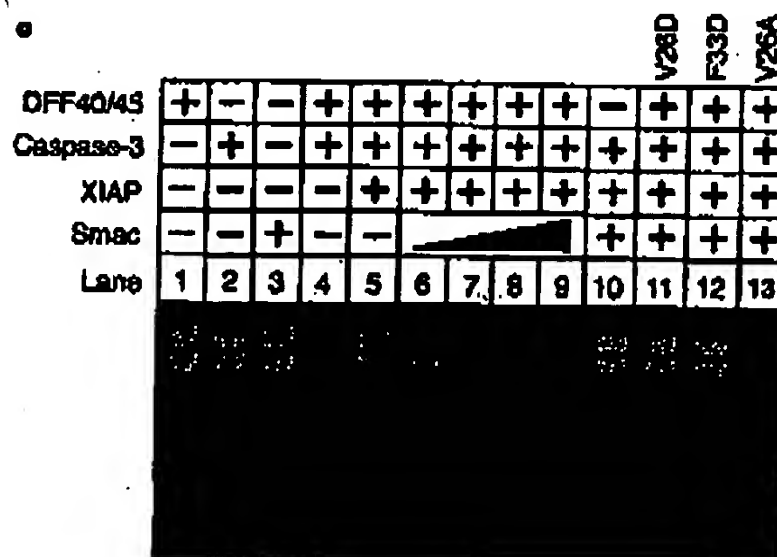 e
V26D F33D V26A
DFF40/45 + − − + + + + + + − + + +
Caspase-3 − + − + + + + + + + + + +
XIAP − − − − + + + + + + + + +
Smac − − + − − + + + +
Lane 1 2 3 4 5 6 7 8 9 10 11 12 13